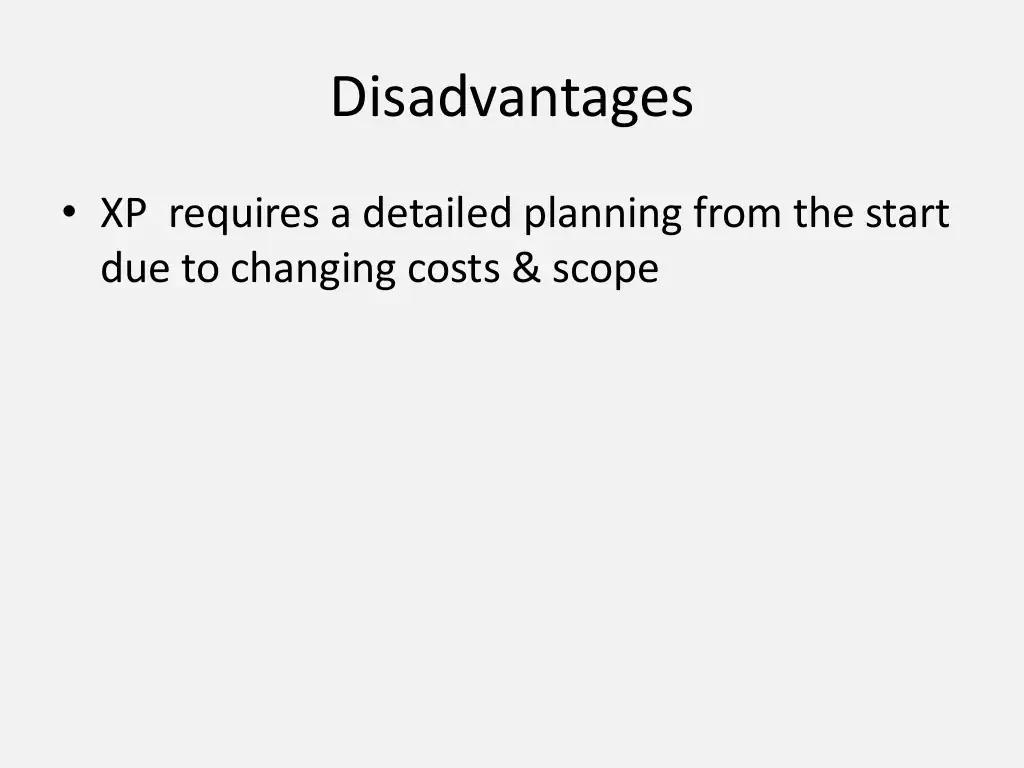 Disadvantages
• XP  requires a detailed planning from the start
due to changing costs & scope